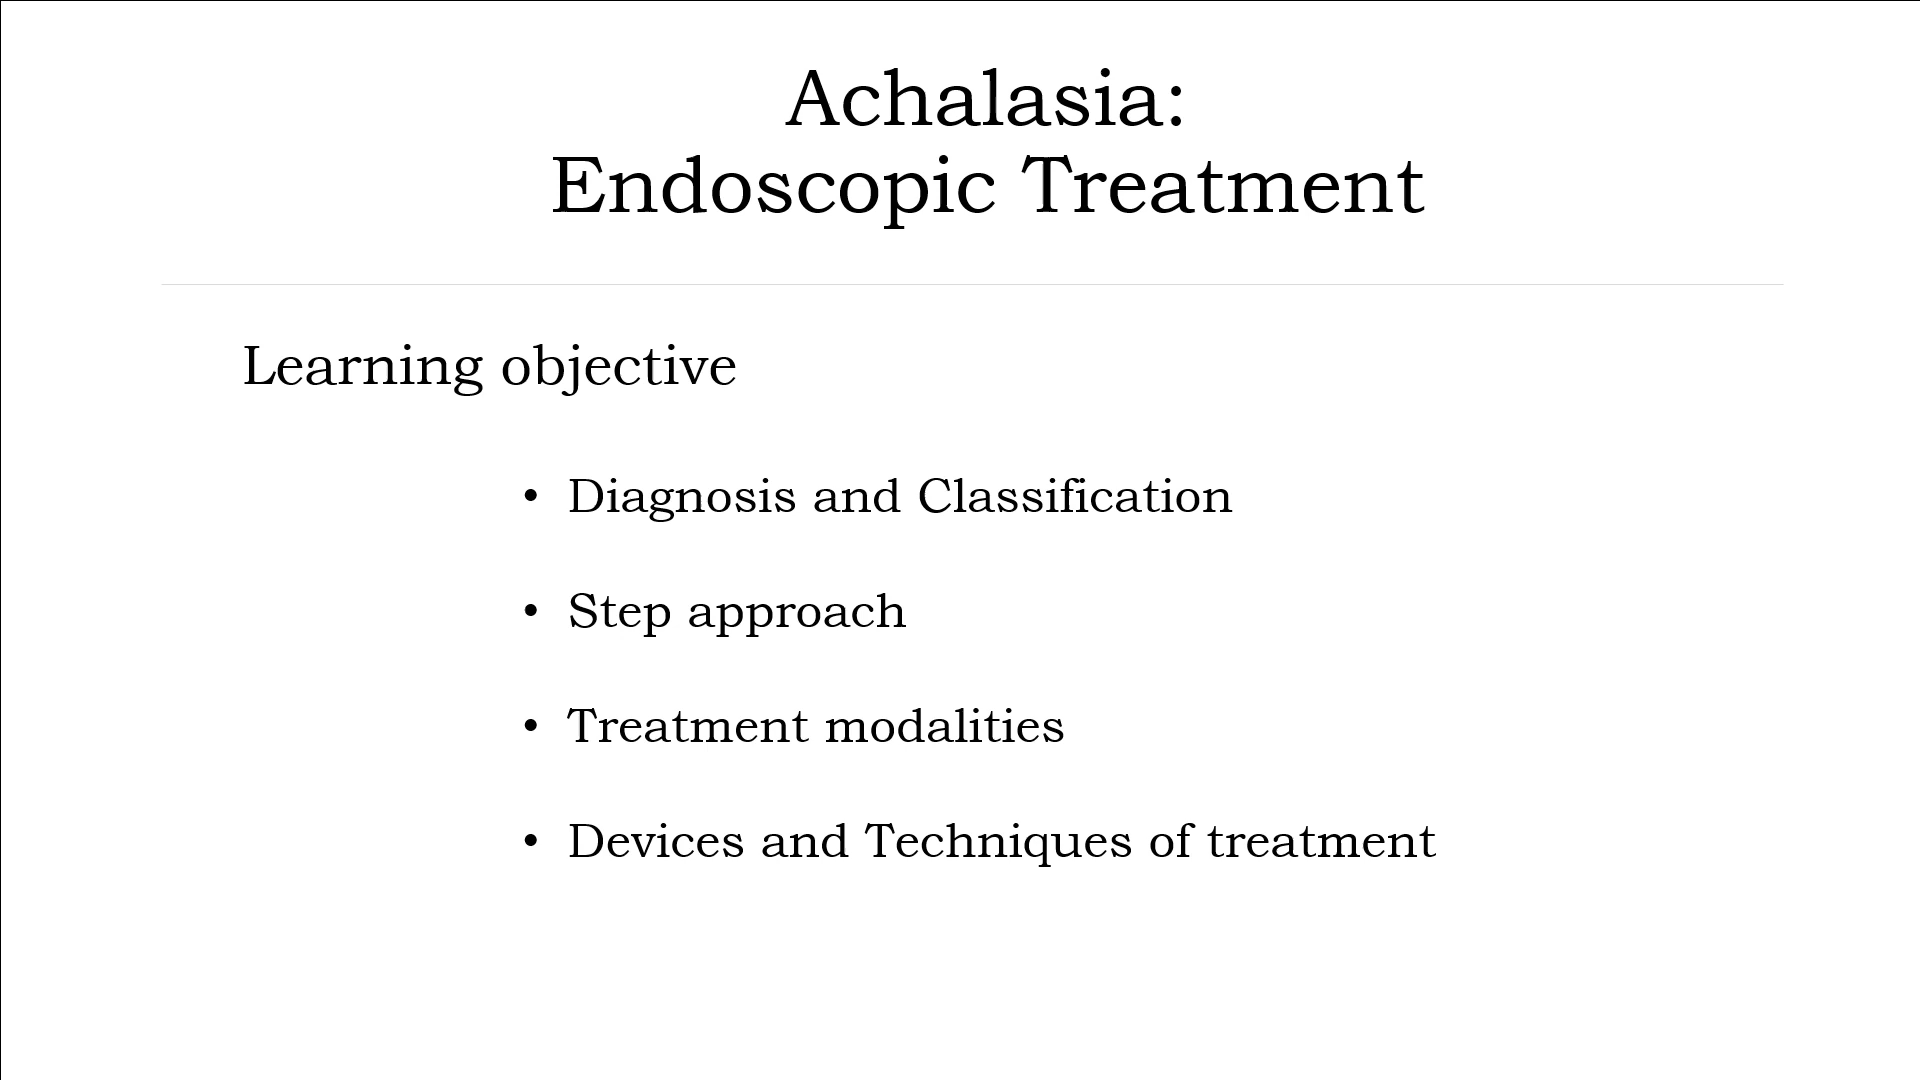 Achalasia:
Endoscopic Treatment
Learning objective
• Diagnosis and Classification
• Step approach
• Treatment modalities
• Devices and Techniques of treatment